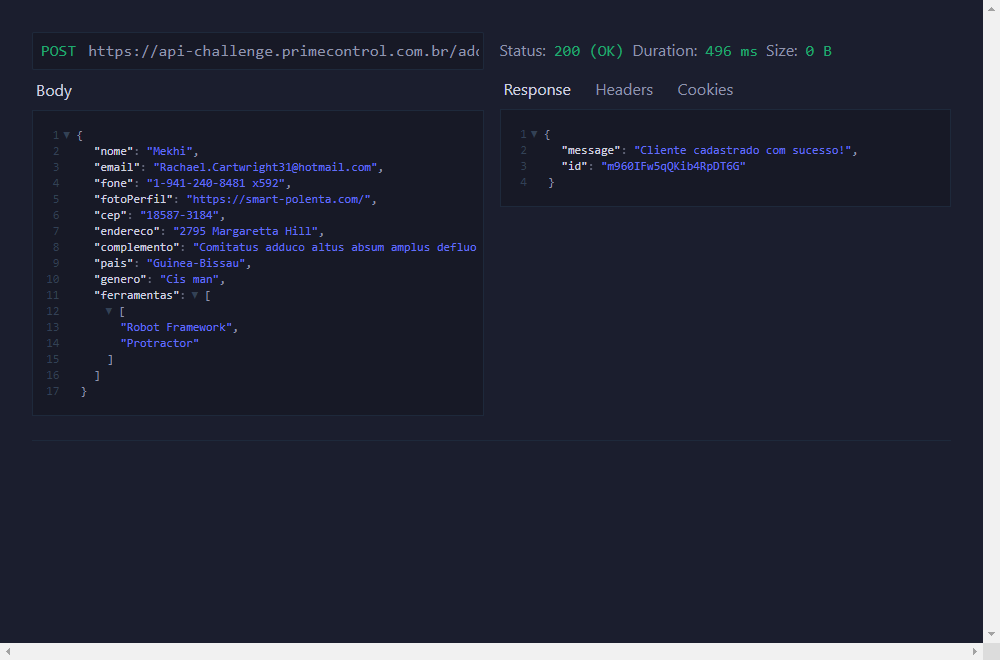 POST https://api-challenge.primecontrol.com.br/add
Status: 200 (OK) Duration: 496 ms Size: 0 B
Body
1 {
2 "nome": "Mekhi",
3 "email": "Rachael.Cartwright31@hotmail.com",
4 "fone": "1-941-240-8481 x592",
5 "fotoPerfil": "https://smart-polenta.com/",
6 "cep": "18587-3184",
7 "endereco": "2795 Margaretta Hill",
8 "complemento": "Comitatus adduco altus absum amplus defluo
9 "pais": "Guinea-Bissau",
10 "genero": "Cis man",
11 "ferramentas": [
12 [
13 "Robot Framework",
14 "Protractor"
15 ]
16 ]
17 }
Response Headers Cookies
1 {
2 "message": "Cliente cadastrado com sucesso!",
3 "id": "m960IFw5qQKib4RpDT6G"
4 }